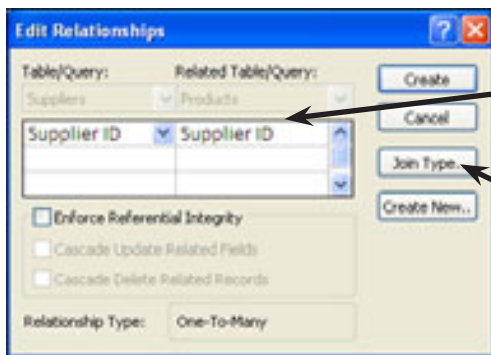 Edit Relationships
Table/Query: Related Table/Query:
Suppliers Products
Supplier ID Supplier ID
Enforce Referential Integrity
Cascade Update Related Fields
Cascade Delete Related Records
Relationship Type: One-To-Many
Create
Cancel
Join Type..
Create New..